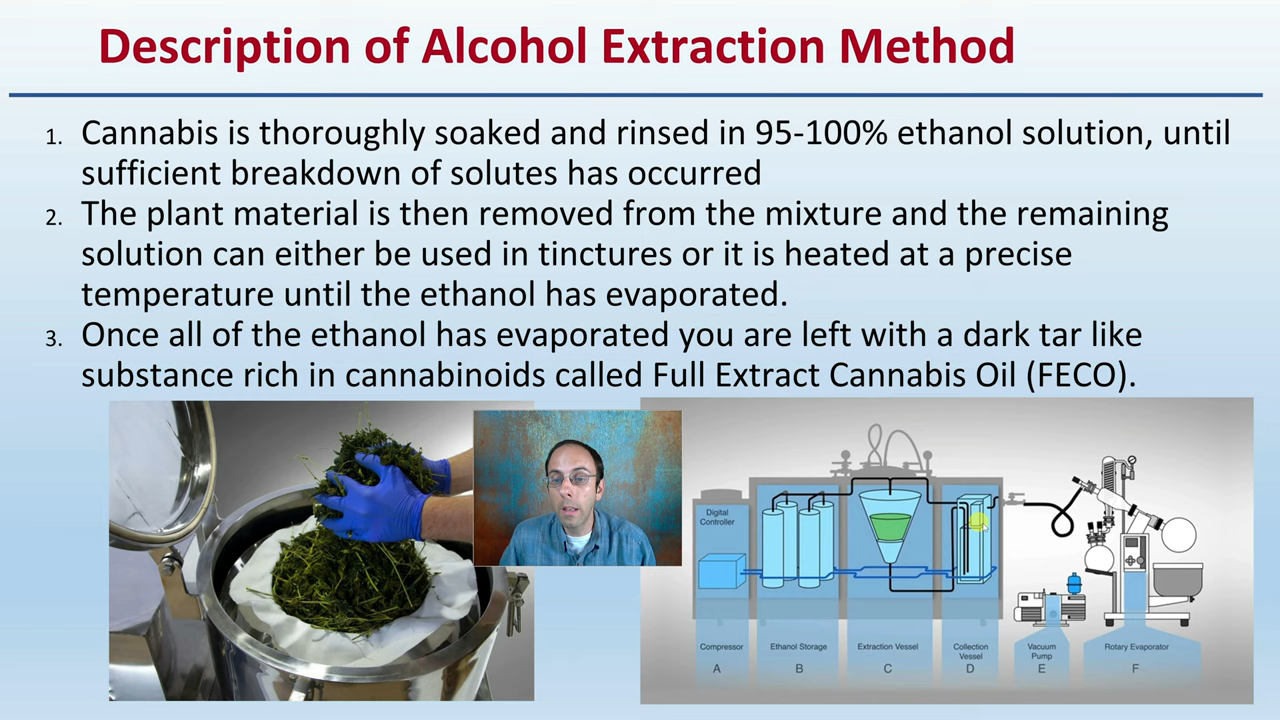 Description of Alcohol Extraction Method
1. Cannabis is thoroughly soaked and rinsed in 95-100% ethanol solution, until
sufficient breakdown of solutes has occurred
2. The plant material is then removed from the mixture and the remaining
solution can either be used in tinctures or it is heated at a precise
temperature until the ethanol has evaporated.
3. Once all of the ethanol has evaporated you are left with a dark tar like
substance rich in cannabinoids called Full Extract Cannabis Oil (FECO).
Digital
Controller
Compressor
A
Ethanol Storage
B
Extraction Vessel
C
Collection
Vessel
D
Vacuum
Pump
E
Rotary Evaporator
F